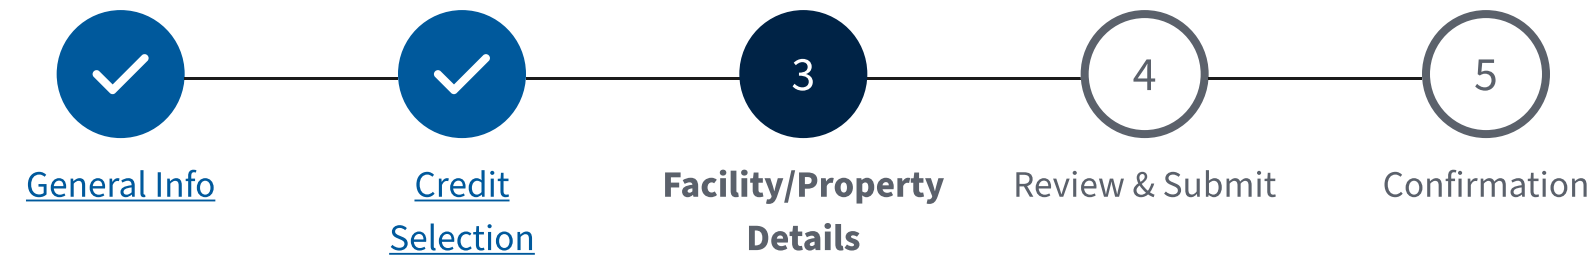 3
4
5
General Info
Credit
Selection
Facility/Property
Details
Review & Submit
Confirmation